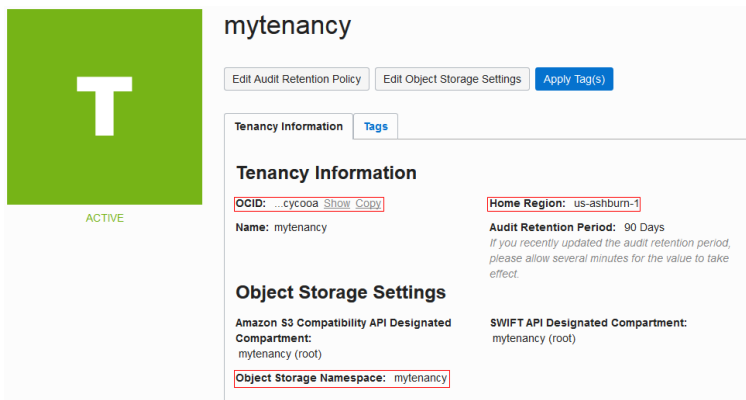 mytenancy
T
Edit Audit Retention Policy Edit Object Storage Settings Apply Tag(s)
ACTIVE
Tenancy Information Tags
Tenancy Information
OCID: ...cycooa Show Copy
Name: mytenancy
Home Region: us-ashburn-1
Audit Retention Period: 90 Days
If you recently updated the audit retention period,
please allow several minutes for the value to take
effect.
Object Storage Settings
Amazon S3 Compatibility API Designated
Compartment:
mytenancy (root)
SWIFT API Designated Compartment:
mytenancy (root)
Object Storage Namespace: mytenancy